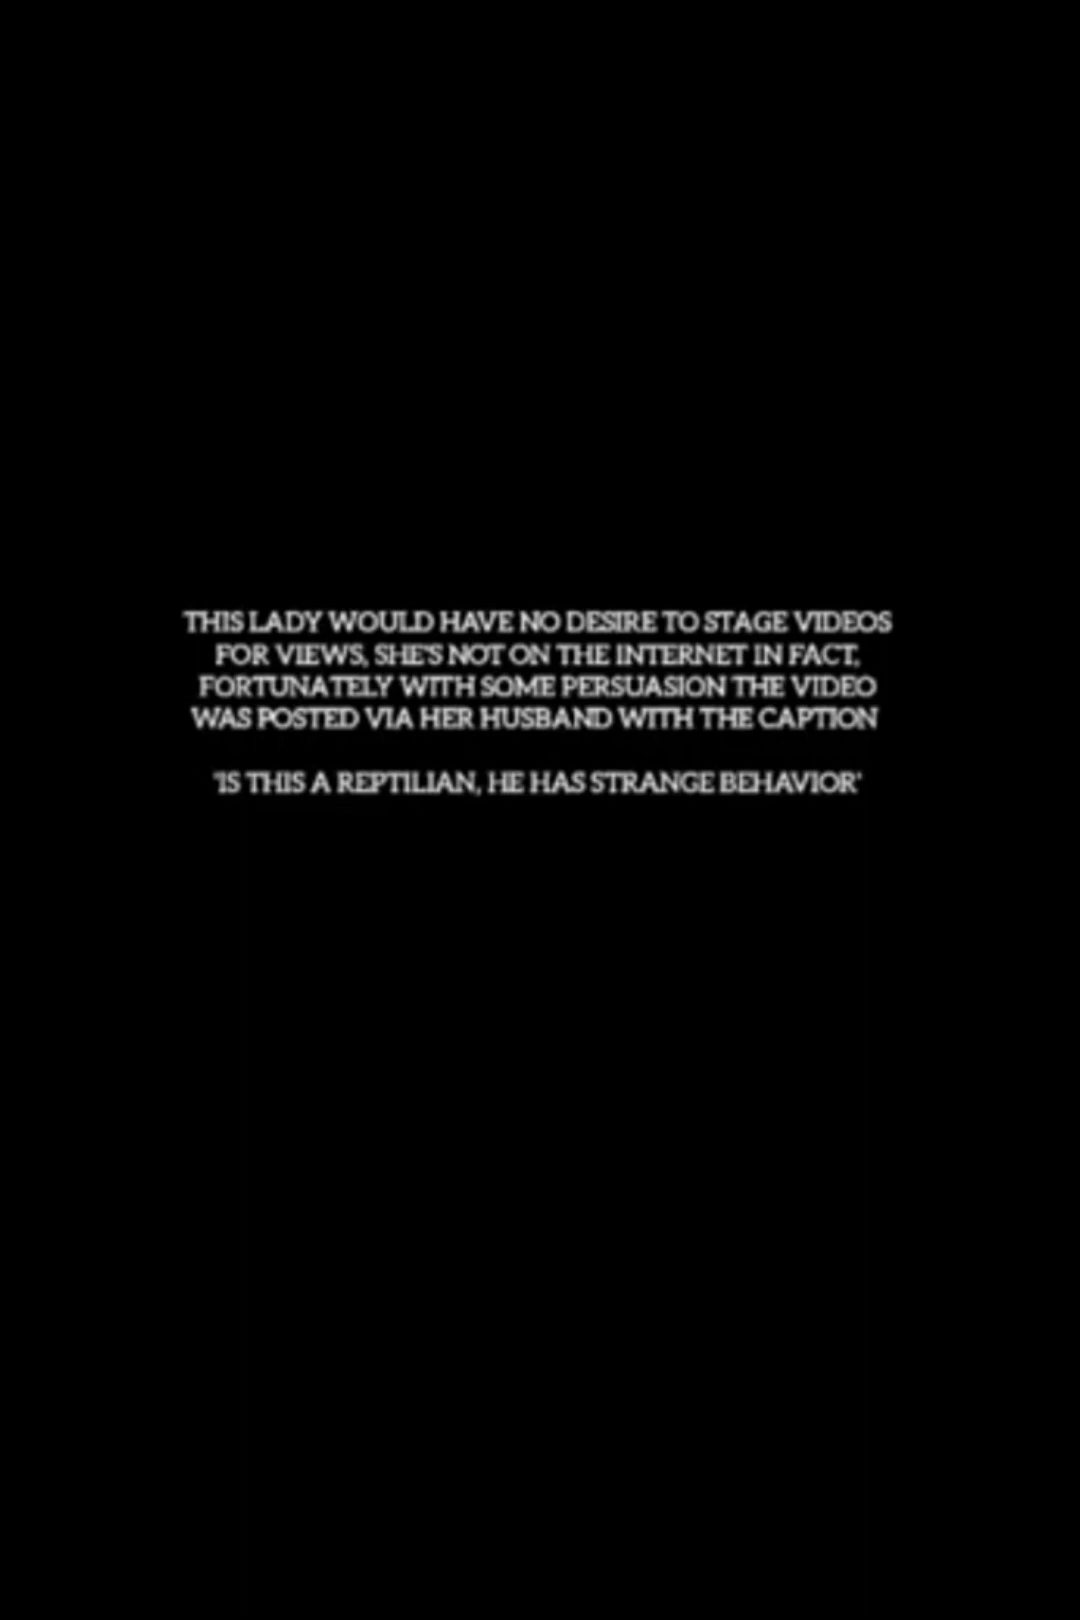 THIS LADY WOULD HAVE NO DESIRE TO STAGE VIDEOS
FOR VIEWS, SHE'S NOT ON THE INTERNET IN FACT,
FORTUNATELY WITH SOME PERSUASION THE VIDEO
WAS POSTED VIA HER HUSBAND WITH THE CAPTION
'IS THIS A REPTILIAN, HE HAS STRANGE BEHAVIOR'